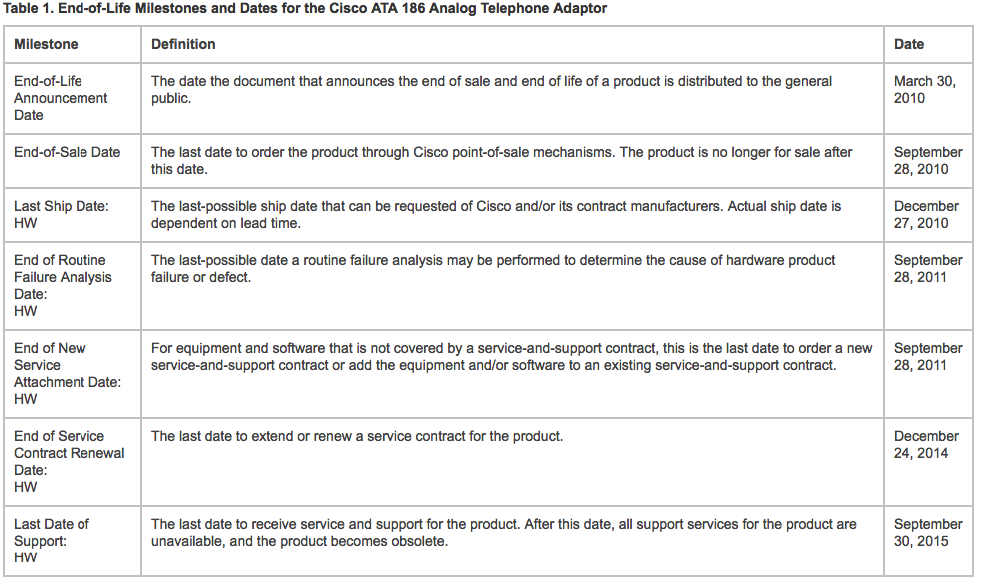 Table 1. End-of-Life Milestones and Dates for the Cisco ATA 186 Analog Telephone Adaptor
Milestone
Definition
Date
End-of-Life
Announcement
Date
The date the document that announces the end of sale and end of life of a product is distributed to the general
public.
March 30,
2010
End-of-Sale Date
The last date to order the product through Cisco point-of-sale mechanisms. The product is no longer for sale after
this date.
September
28, 2010
Last Ship Date:
HW
The last-possible ship date that can be requested of Cisco and/or its contract manufacturers. Actual ship date is
dependent on lead time.
December
27, 2010
End of Routine
Failure Analysis
Date:
HW
The last-possible date a routine failure analysis may be performed to determine the cause of hardware product
failure or defect.
September
28, 2011
End of New
Service
Attachment Date:
HW
For equipment and software that is not covered by a service-and-support contract, this is the last date to order a new
service-and-support contract or add the equipment and/or software to an existing service-and-support contract.
September
28, 2011
End of Service
Contract Renewal
Date:
HW
The last date to extend or renew a service contract for the product.
December
24, 2014
Last Date of
Support:
HW
The last date to receive service and support for the product. After this date, all support services for the product are
unavailable, and the product becomes obsolete.
September
30, 2015